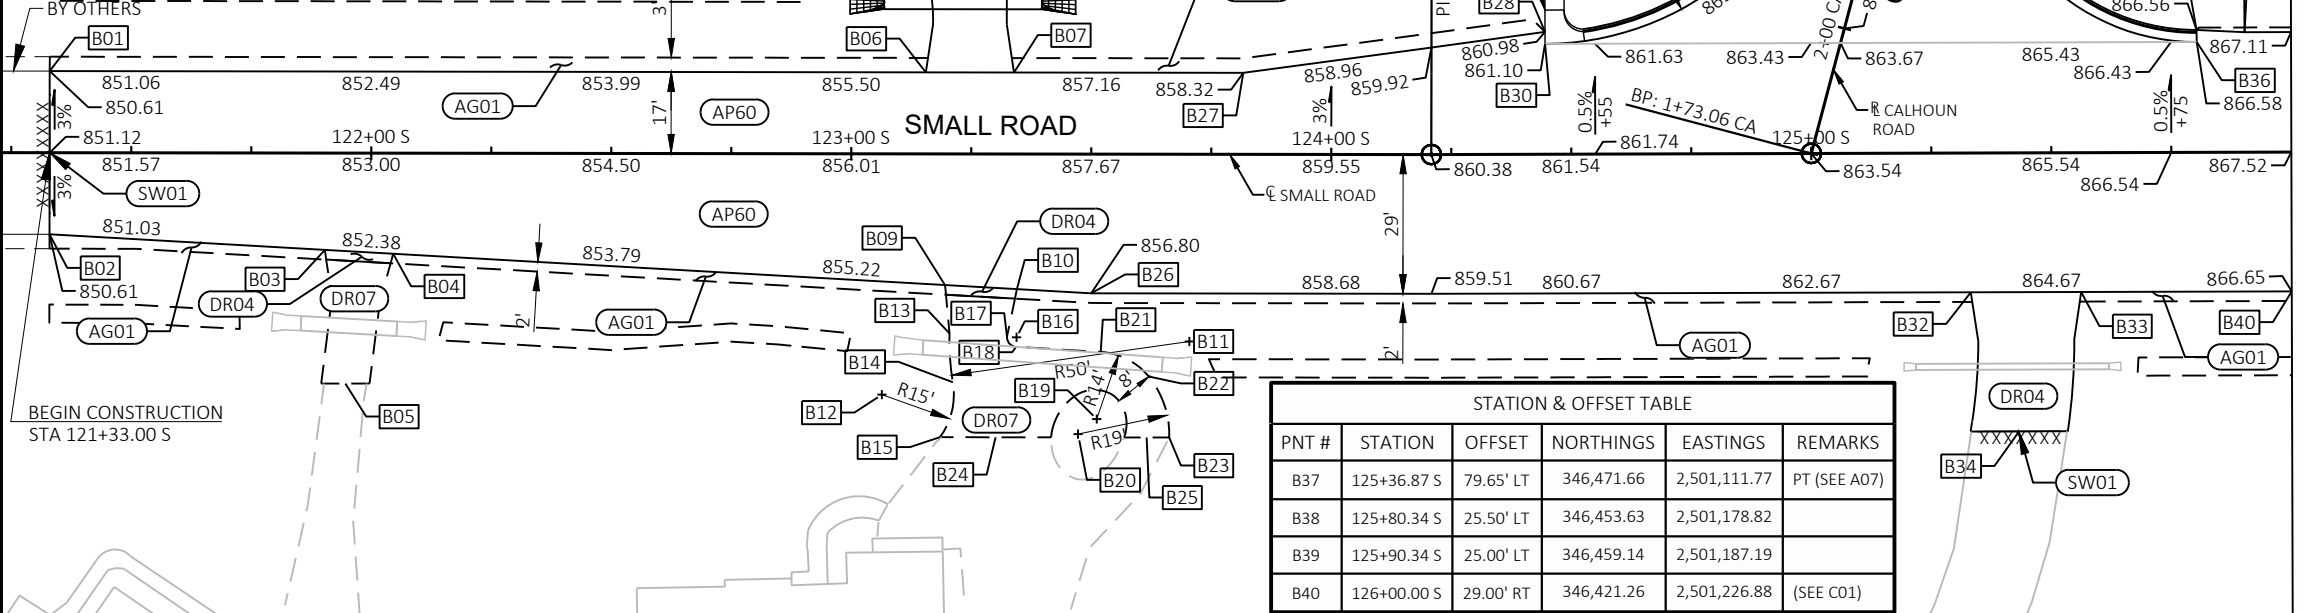 BY OTHERS
B01
3'
B06
B07
PI
B28
866.56
867.11
860.98
861.10
861.63
863.43
2+00 CA
863.67
865.43
866.43
B36
866.58
851.06
850.61
852.49
853.99
AG01
AP60
17'
855.50
857.16
858.32
B27
858.96
859.92
B30
3%
851.12
122+00 S
123+00 S
SMALL ROAD
3%
124+00 S
0.5%
+55
BP: 1+73.06 CA
125+00 S
℞ CALHOUN
ROAD
0.5%
+75
XXXXXXXX
851.57
853.00
854.50
856.01
857.67
859.55
860.38
861.54
861.74
863.54
865.54
866.54
867.52
3%
SW01
AP60
℄ SMALL ROAD
29'
851.03
852.38
853.79
855.22
B09
DR04
856.80
B10
B26
858.68
859.51
860.67
862.67
864.67
866.65
B02
850.61
B03
B04
DR04
DR07
AG01
2'
AG01
B13
B17
B16
B18
B21
B11
2'
AG01
B32
B33
B40
AG01
B14
R50'
B22
R15'
B19
R14'
8'
B12
B05
BEGIN CONSTRUCTION
STA 121+33.00 S
B15
DR07
R19'
B24
B20
B23
B25
DR04
XXXXXXX
B34
SW01
STATION & OFFSET TABLE
PNT # STATION OFFSET NORTHINGS EASTINGS REMARKS
B37 125+36.87 S 79.65' LT 346,471.66 2,501,111.77 PT (SEE A07)
B38 125+80.34 S 25.50' LT 346,453.63 2,501,178.82
B39 125+90.34 S 25.00' LT 346,459.14 2,501,187.19
B40 126+00.00 S 29.00' RT 346,421.26 2,501,226.88 (SEE C01)